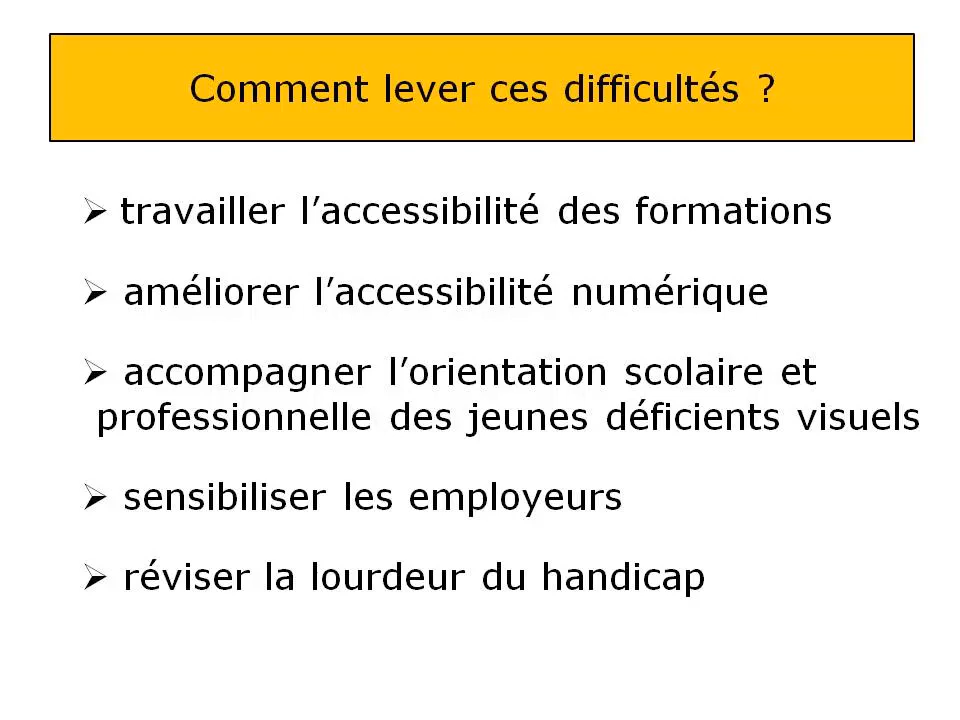 Comment lever ces difficultés ?
➢ travailler l’accessibilité des formations
➢ améliorer l’accessibilité numérique
➢ accompagner l’orientation scolaire et
professionnelle des jeunes déficients visuels
➢ sensibiliser les employeurs
➢ réviser la lourdeur du handicap